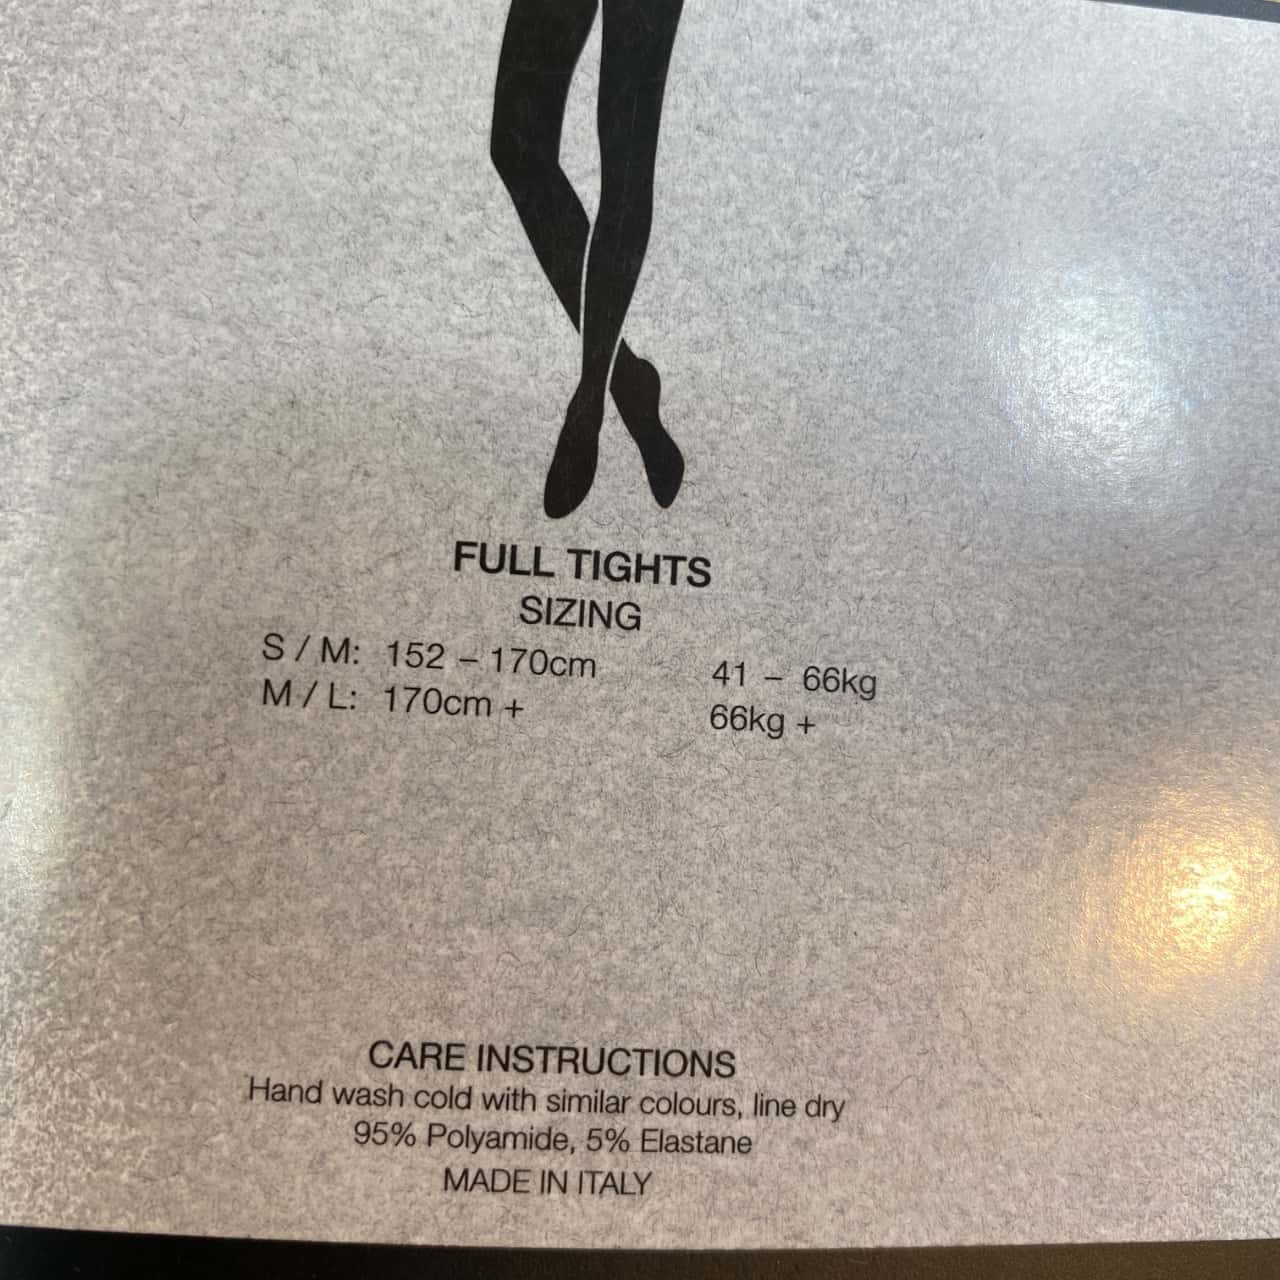 FULL TIGHTS
SIZING
S / M: 152 – 170cm 41 – 66kg
M / L: 170cm + 66kg +
CARE INSTRUCTIONS
Hand wash cold with similar colours, line dry
95% Polyamide, 5% Elastane
MADE IN ITALY